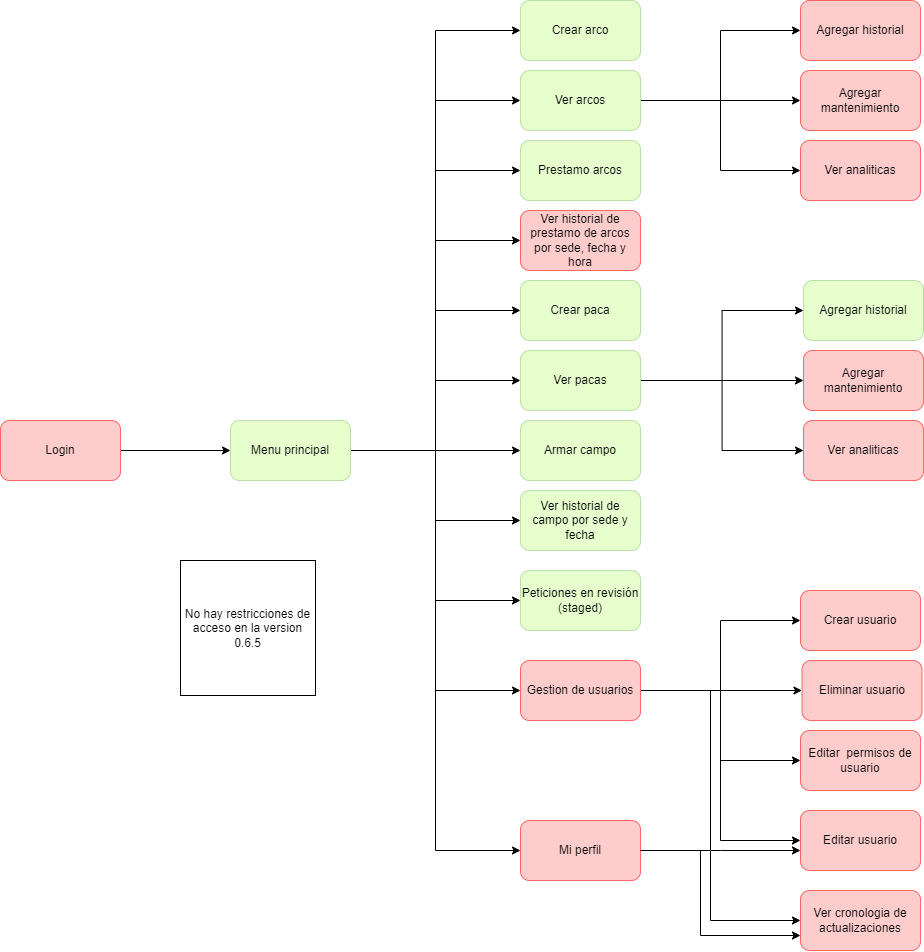 Crear arco
Agregar historial
Ver arcos
Agregar
mantenimiento
Prestamo arcos
Ver analiticas
Ver historial de
prestamo de arcos
por sede, fecha y
hora
Crear paca
Agregar historial
Ver pacas
Agregar
mantenimiento
Login
Menu principal
Armar campo
Ver analiticas
Ver historial de
campo por sede y
fecha
Peticiones en revisión
(staged)
No hay restricciones de
acceso en la version
0.6.5
Crear usuario
Gestion de usuarios
Eliminar usuario
Editar  permisos de
usuario
Mi perfil
Editar usuario
Ver cronologia de
actualizaciones